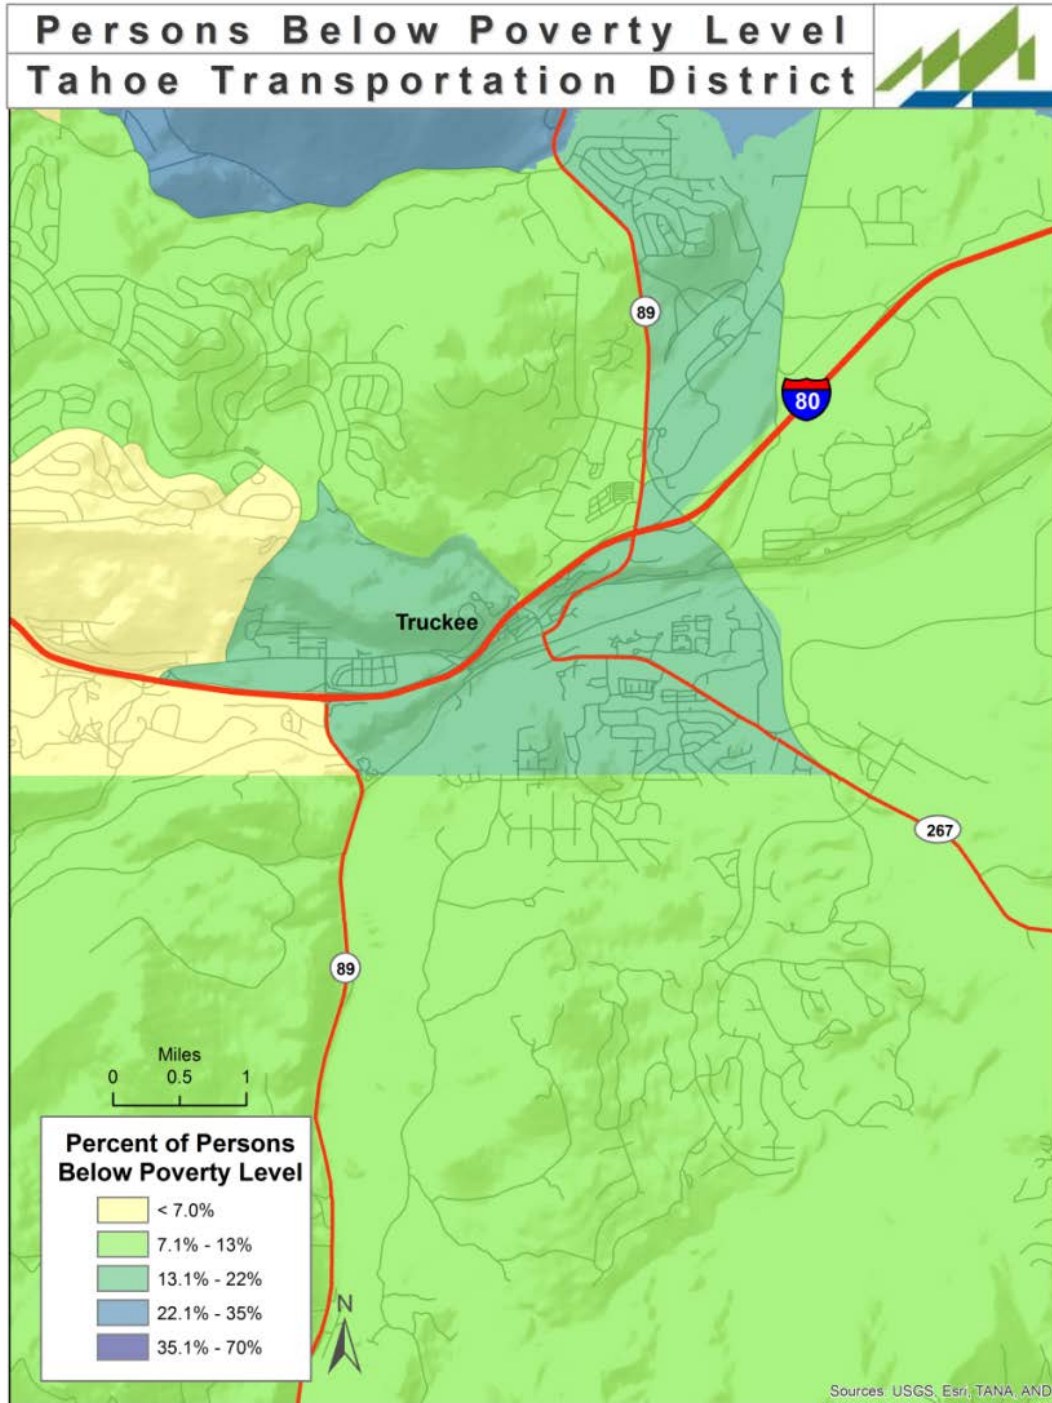 Persons Below Poverty Level
Tahoe Transportation District
89
80
Truckee
267
89
Miles
0 0.5 1
Percent of Persons
Below Poverty Level
< 7.0%
7.1% - 13%
13.1% - 22%
22.1% - 35%
35.1% - 70%
N
Sources: USGS, Esri, TANA, AND